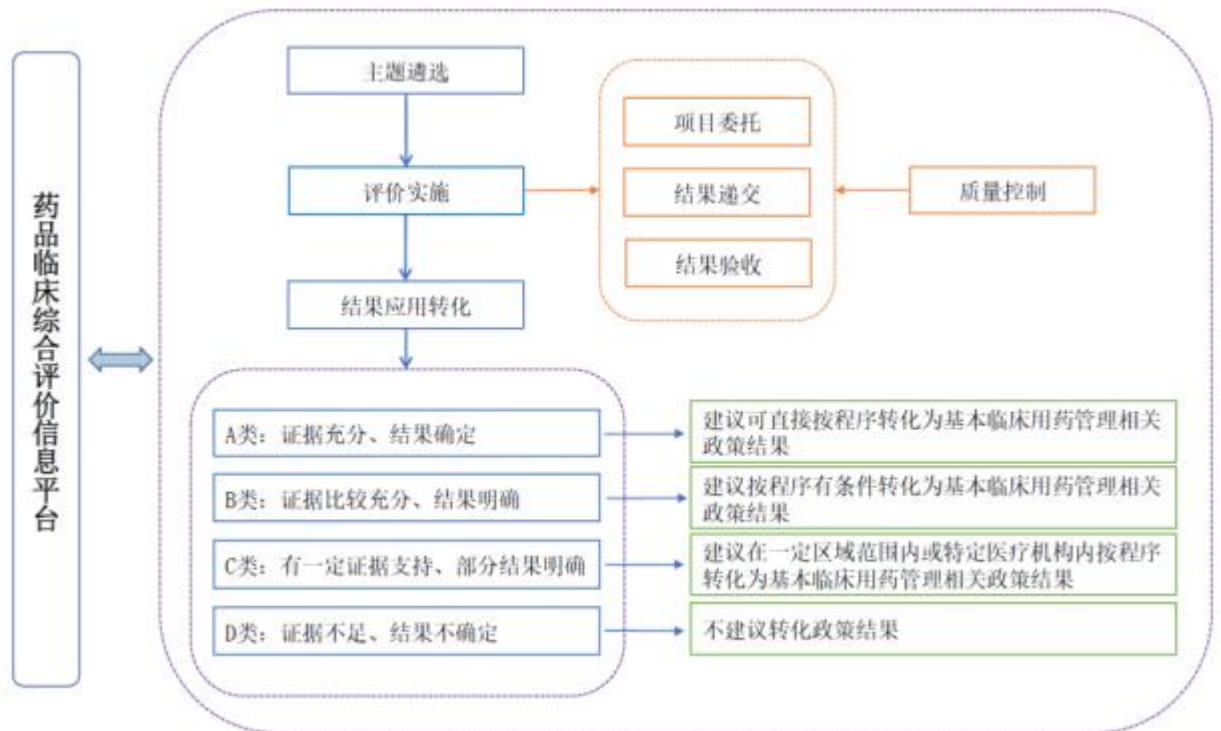 药品临床综合评价信息平台
主题遴选
评价实施
结果应用转化
项目委托
结果递交
结果验收
质量控制
A类：证据充分、结果确定
建议可直接按程序转化为基本临床用药管理相关
政策结果
B类：证据比较充分、结果明确
建议按程序有条件转化为基本临床用药管理相关
政策结果
C类：有一定证据支持、部分结果明确
建议在一定区域范围内或特定医疗机构内按程序
转化为基本临床用药管理相关政策结果
D类：证据不足、结果不确定
不建议转化政策结果